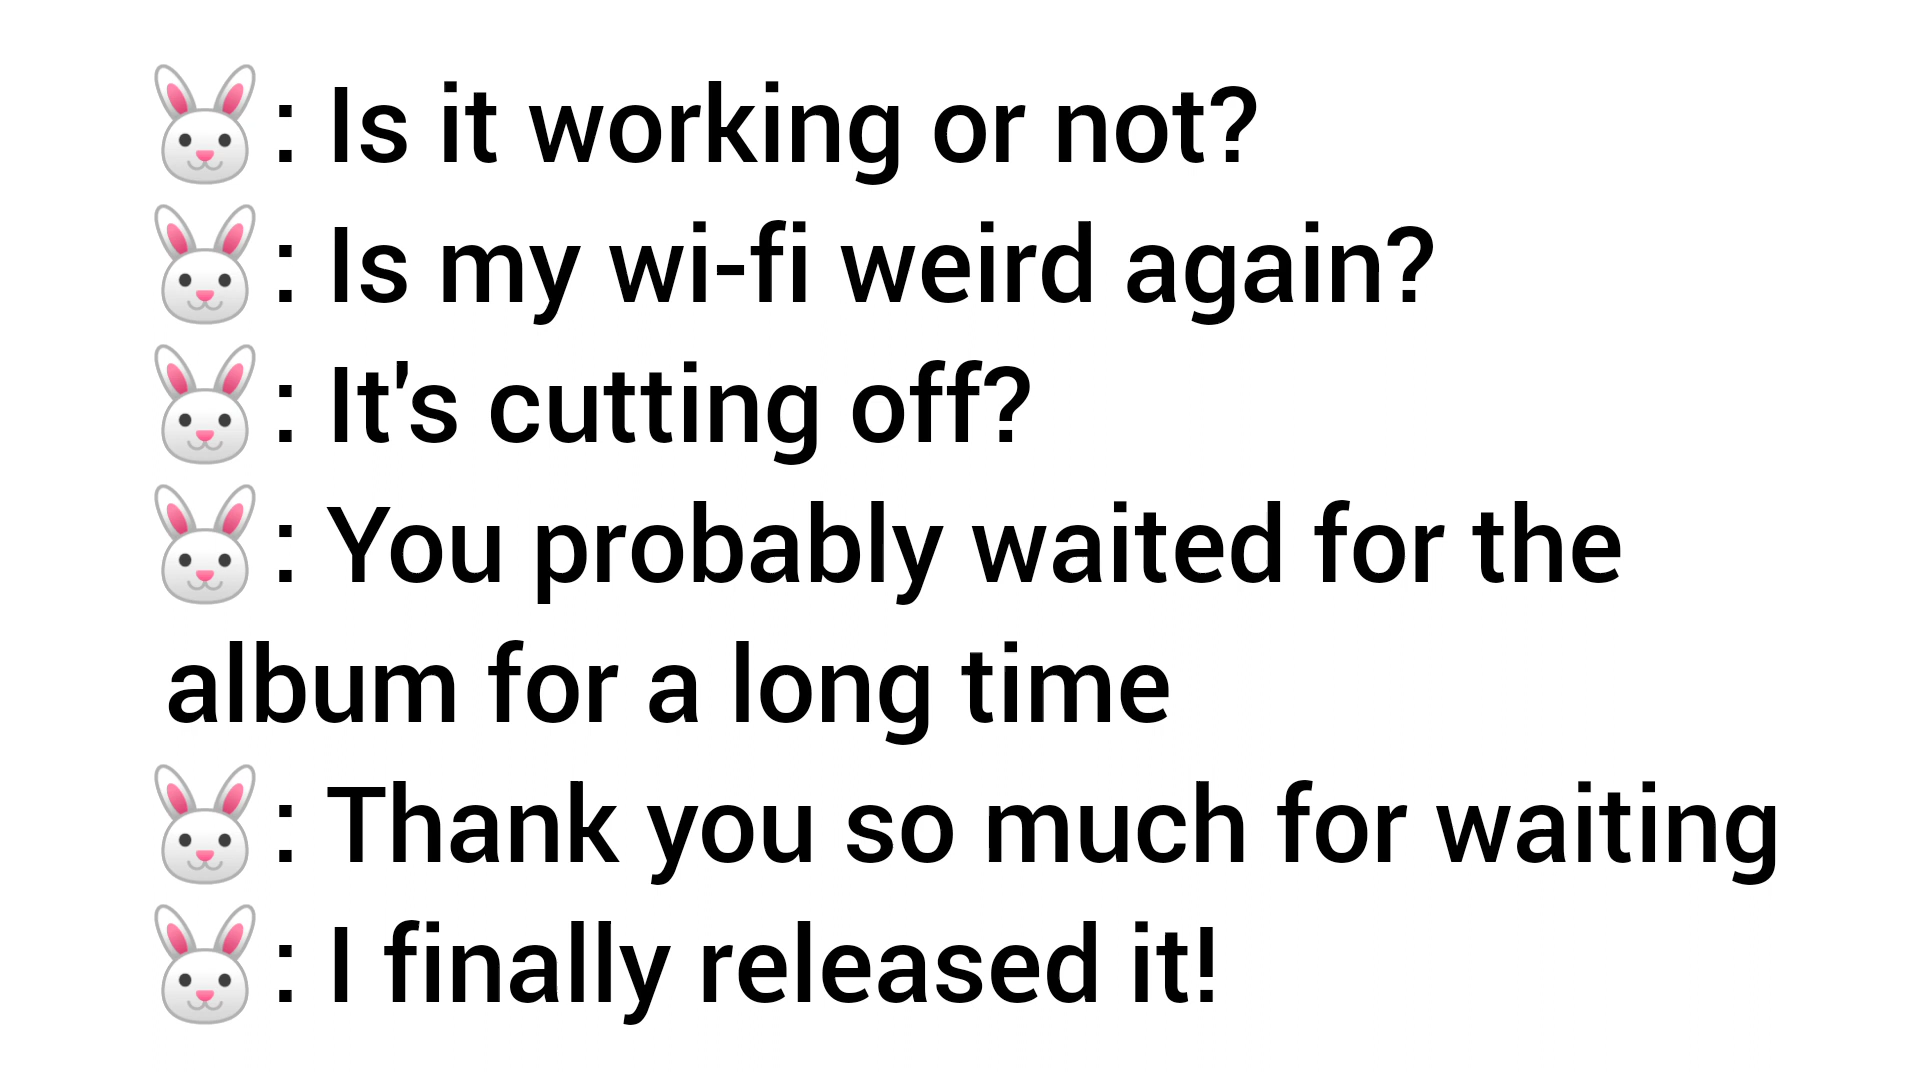 🐰: Is it working or not?
🐰: Is my wi-fi weird again?
🐰: It's cutting off?
🐰: You probably waited for the
album for a long time
🐰: Thank you so much for waiting
🐰: I finally released it!